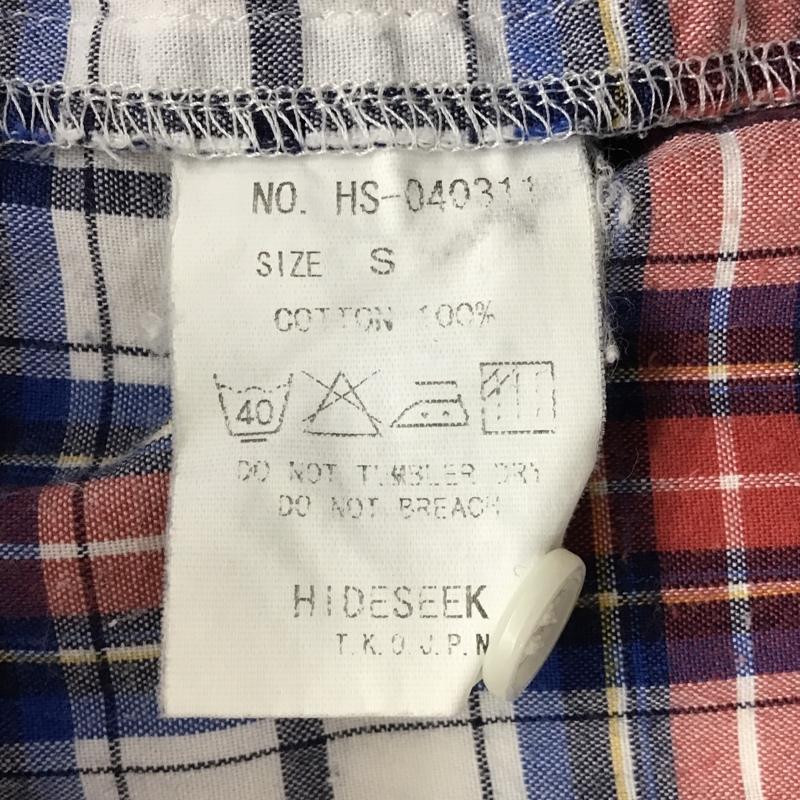 NO. HS-040311
SIZE S
COTTON 100%
40
DO NOT TUMBLER DRY
DO NOT BREACH
HIDESEEK
T.K.O.J.P.N